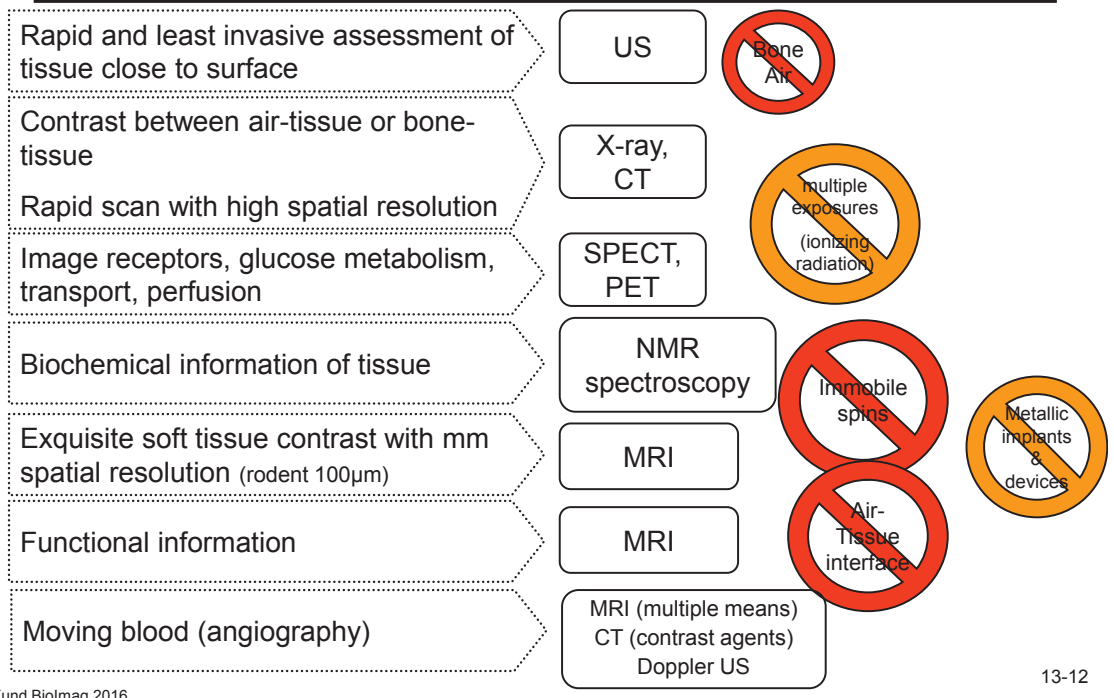 Rapid and least invasive assessment of
tissue close to surface
US
Bone
Air
Contrast between air-tissue or bone-
tissue
Rapid scan with high spatial resolution
X-ray,
CT
multiple
exposures
(ionizing
radiation)
Image receptors, glucose metabolism,
transport, perfusion
SPECT,
PET
Biochemical information of tissue
NMR
spectroscopy
Immobile
spins
Metallic
implants
&
devices
Exquisite soft tissue contrast with mm
spatial resolution (rodent 100µm)
MRI
Functional information
MRI
Air-
Tissue
interface
Moving blood (angiography)
MRI (multiple means)
CT (contrast agents)
Doppler US
13-12
und BioImag 2016